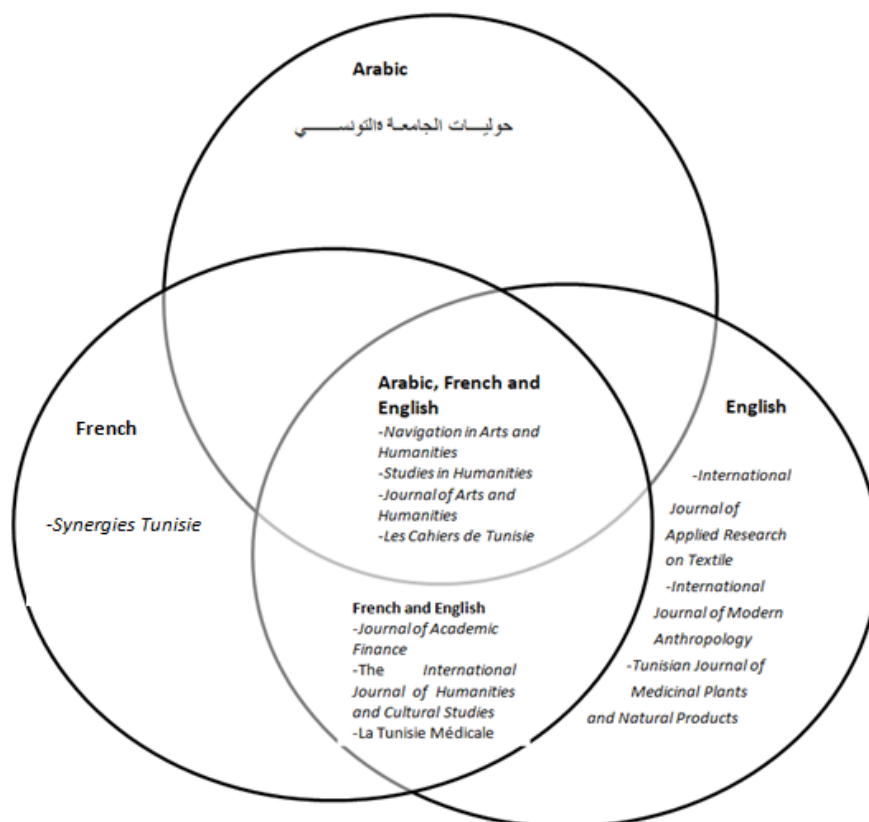 Arabic
حوليـــات الجامعـة ةالتونســـــي
Arabic, French and
English
-Navigation in Arts and
Humanities
-Studies in Humanities
-Journal of Arts and
Humanities
-Les Cahiers de Tunisie
French
-Synergies Tunisie
English
-International
Journal of
Applied Research
on Textile
-International
Journal of Modern
Anthropology
-Tunisian Journal of
Medicinal Plants
and Natural Products
French and English
-Journal of Academic
Finance
-The International
Journal of Humanities
and Cultural Studies
-La Tunisie Médicale